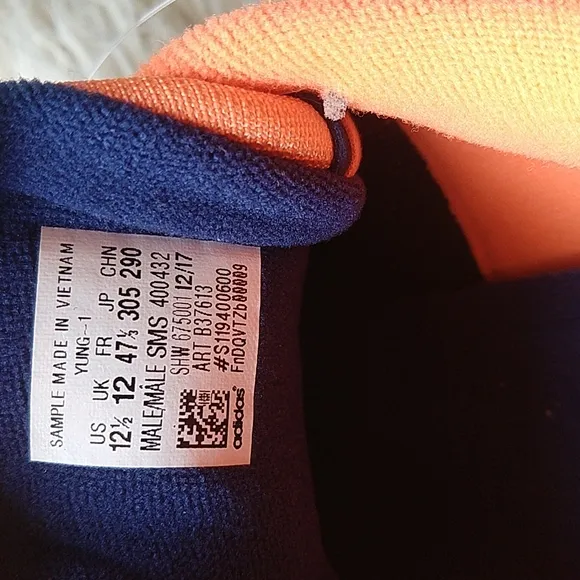 SAMPLE MADE IN VIETNAM
YUNG-1
US UK FR JP CHN
12½ 12 47⅓ 305 290
MALE/MÂLE SMS 400432
SHW 675001 12/17
ART B37613
#S119400600
adidas